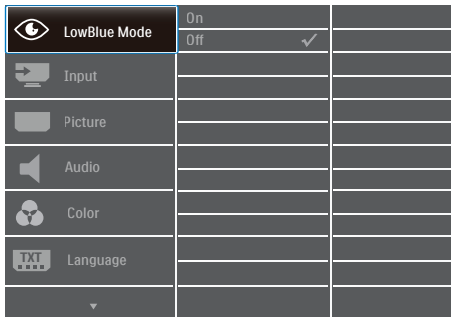 LowBlue Mode
On
Off
Input
Picture
Audio
Color
TXT
Language